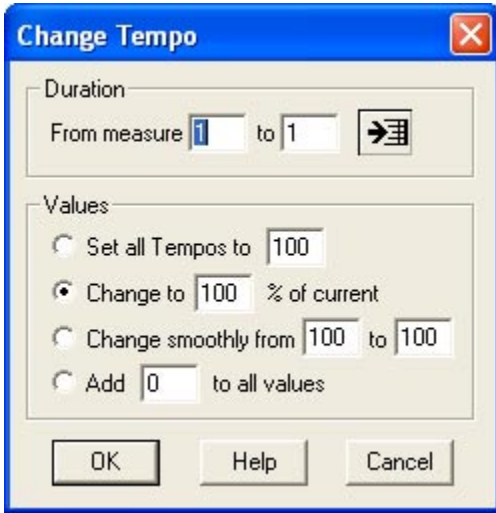 Change Tempo
Duration
From measure 1 to 1
Values
Set all Tempos to 100
Change to 100 % of current
Change smoothly from 100 to 100
Add 0 to all values
OK Help Cancel